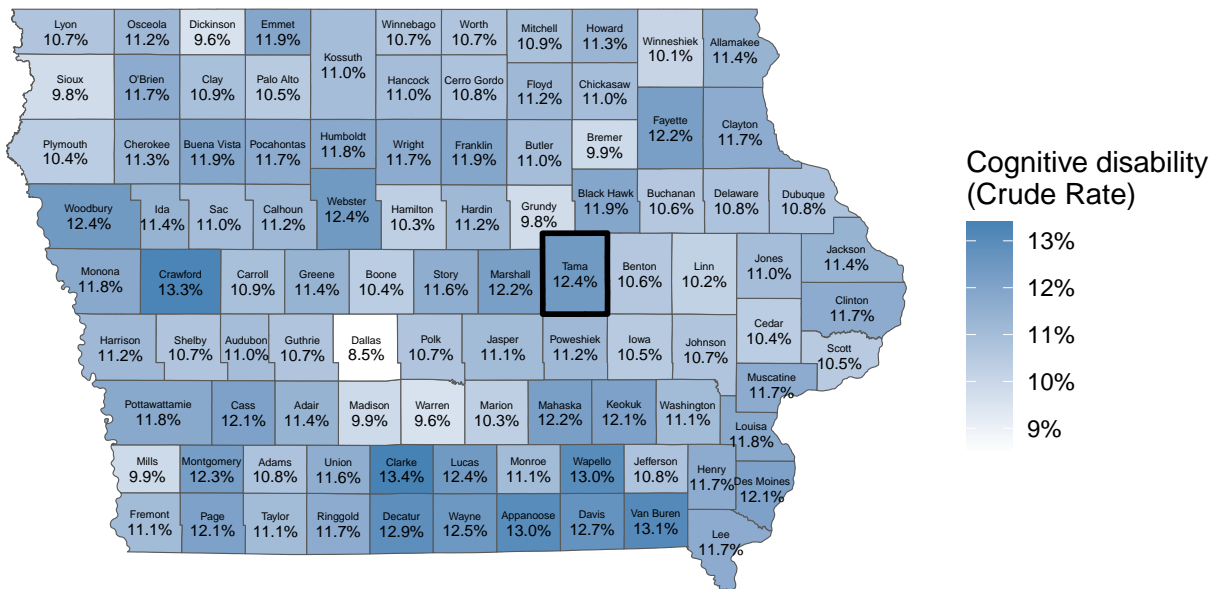 Lyon
10.7%
Osceola
11.2%
Dickinson
9.6%
Emmet
11.9%
Kossuth
11.0%
Winnebago
10.7%
Worth
10.7%
Mitchell
10.9%
Howard
11.3%
Winneshiek
10.1%
Allamakee
11.4%
Sioux
9.8%
O'Brien
11.7%
Clay
10.9%
Palo Alto
10.5%
Hancock
11.0%
Cerro Gordo
10.8%
Floyd
11.2%
Chickasaw
11.0%
Plymouth
10.4%
Cherokee
11.3%
Buena Vista
11.9%
Pocahontas
11.7%
Humboldt
11.8%
Wright
11.7%
Franklin
11.9%
Butler
11.0%
Bremer
9.9%
Fayette
12.2%
Clayton
11.7%
Woodbury
12.4%
Ida
11.4%
Sac
11.0%
Calhoun
11.2%
Webster
12.4%
Hamilton
10.3%
Hardin
11.2%
Grundy
9.8%
Black Hawk
11.9%
Buchanan
10.6%
Delaware
10.8%
Dubuque
10.8%
Monona
11.8%
Crawford
13.3%
Carroll
10.9%
Greene
11.4%
Boone
10.4%
Story
11.6%
Marshall
12.2%
Tama
12.4%
Benton
10.6%
Linn
10.2%
Jones
11.0%
Jackson
11.4%
Clinton
11.7%
Cedar
10.4%
Scott
10.5%
Harrison
11.2%
Shelby
10.7%
Audubon
11.0%
Guthrie
10.7%
Dallas
8.5%
Polk
10.7%
Jasper
11.1%
Poweshiek
11.2%
Iowa
10.5%
Johnson
10.7%
Muscatine
11.7%
Pottawattamie
11.8%
Cass
12.1%
Adair
11.4%
Madison
9.9%
Warren
9.6%
Marion
10.3%
Mahaska
12.2%
Keokuk
12.1%
Washington
11.1%
Louisa
11.8%
Mills
9.9%
Montgomery
12.3%
Adams
10.8%
Union
11.6%
Clarke
13.4%
Lucas
12.4%
Monroe
11.1%
Wapello
13.0%
Jefferson
10.8%
Henry
11.7%
Des Moines
12.1%
Fremont
11.1%
Page
12.1%
Taylor
11.1%
Ringgold
11.7%
Decatur
12.9%
Wayne
12.5%
Appanoose
13.0%
Davis
12.7%
Van Buren
13.1%
Lee
11.7%
Cognitive disability
(Crude Rate)
13%
12%
11%
10%
9%